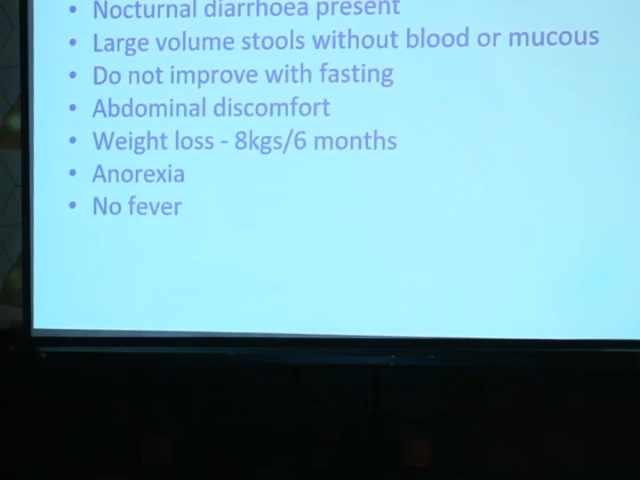 • Nocturnal diarrhoea present
• Large volume stools without blood or mucous
• Do not improve with fasting
• Abdominal discomfort
• Weight loss - 8kgs/6 months
• Anorexia
• No fever